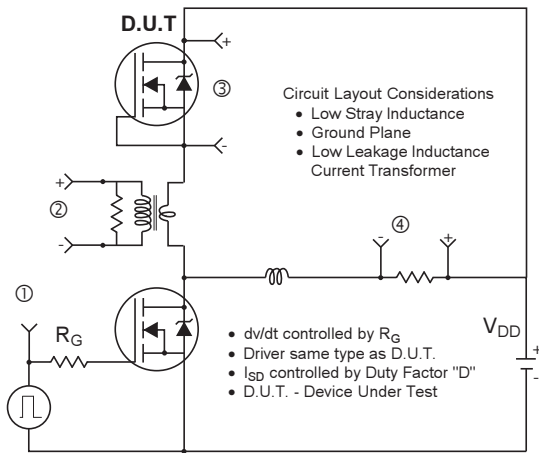 D.U.T
+
③
-
Circuit Layout Considerations
• Low Stray Inductance
• Ground Plane
• Low Leakage Inductance
Current Transformer
+
②
-
-
④
+
①
RG
• dv/dt controlled by RG
• Driver same type as D.U.T.
• ISD controlled by Duty Factor "D"
• D.U.T. - Device Under Test
VDD
+
-